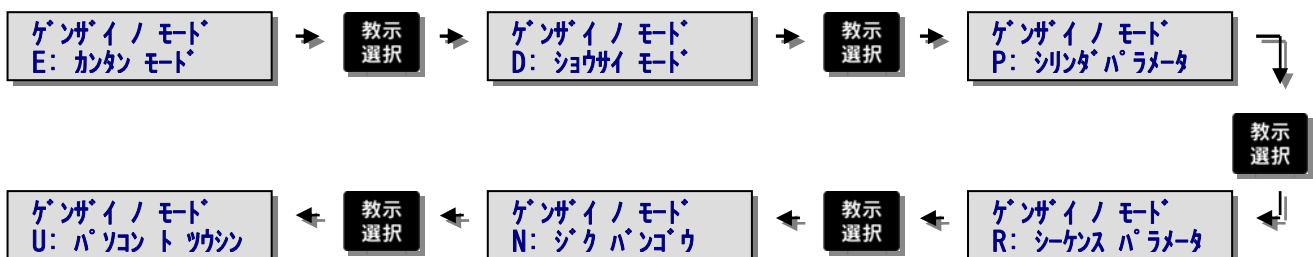 ゲンザイ ノ モード
E: カンタン モード
教示
選択
ゲンザイ ノ モード
D: ショウサイ モード
教示
選択
ゲンザイ ノ モード
P: シリンダパラメータ
教示
選択
ゲンザイ ノ モード
R: シーケンス パラメータ
教示
選択
ゲンザイ ノ モード
N: ジク バンゴウ
教示
選択
ゲンザイ ノ モード
U: パソコン ト ツウシン